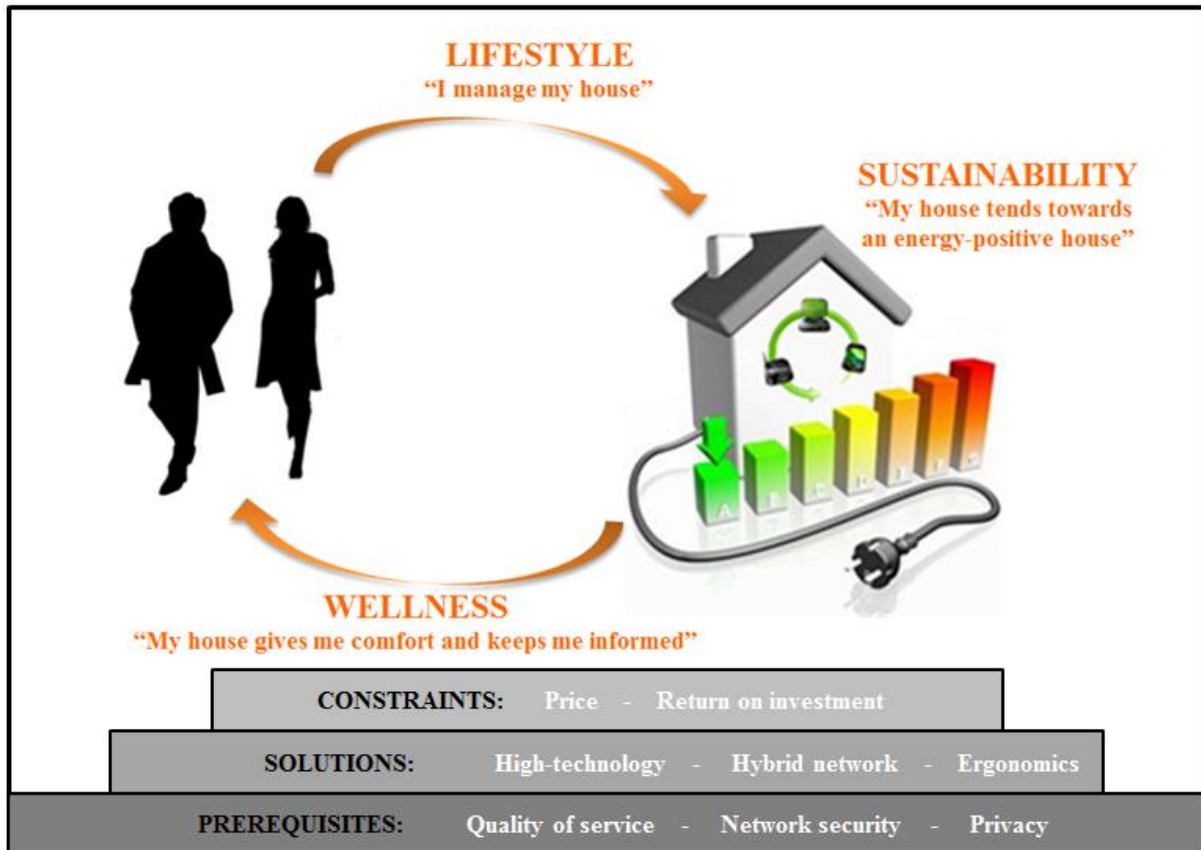 LIFESTYLE
“I manage my house”
SUSTAINABILITY
“My house tends towards
an energy-positive house”
A
B
C
D
E
F
G
WELLNESS
“My house gives me comfort and keeps me informed”
CONSTRAINTS: Price - Return on investment
SOLUTIONS: High-technology - Hybrid network - Ergonomics
PREREQUISITES: Quality of service - Network security - Privacy